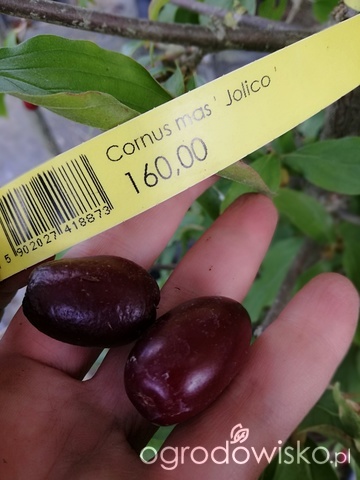 Cornus mas ' Jolico '
160,00
5 902027 418873
ogrodowisko.pl